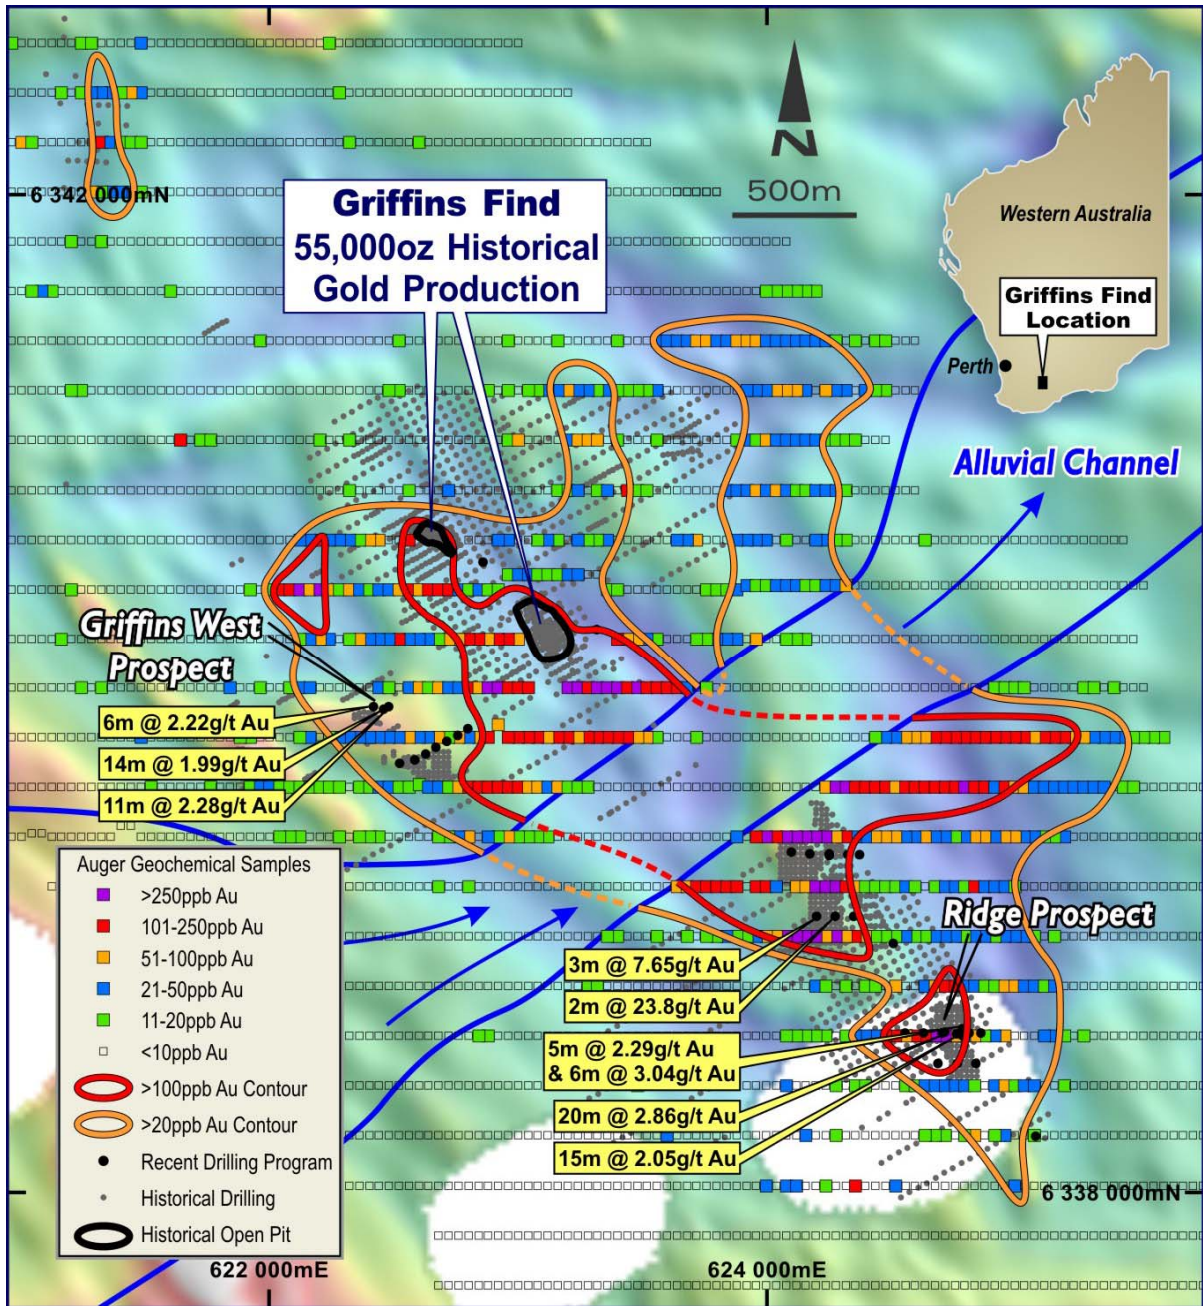 6 342 000mN
Griffins Find
55,000oz Historical
Gold Production
N
500m
Western Australia
Griffins Find
Location
Perth
Alluvial Channel
Griffins West
Prospect
6m @ 2.22g/t Au
14m @ 1.99g/t Au
11m @ 2.28g/t Au
Ridge Prospect
3m @ 7.65g/t Au
2m @ 23.8g/t Au
5m @ 2.29g/t Au
& 6m @ 3.04g/t Au
20m @ 2.86g/t Au
15m @ 2.05g/t Au
Auger Geochemical Samples
>250ppb Au
101-250ppb Au
51-100ppb Au
21-50ppb Au
11-20ppb Au
<10ppb Au
>100ppb Au Contour
>20ppb Au Contour
Recent Drilling Program
Historical Drilling
Historical Open Pit
6 338 000mN
622 000mE
624 000mE